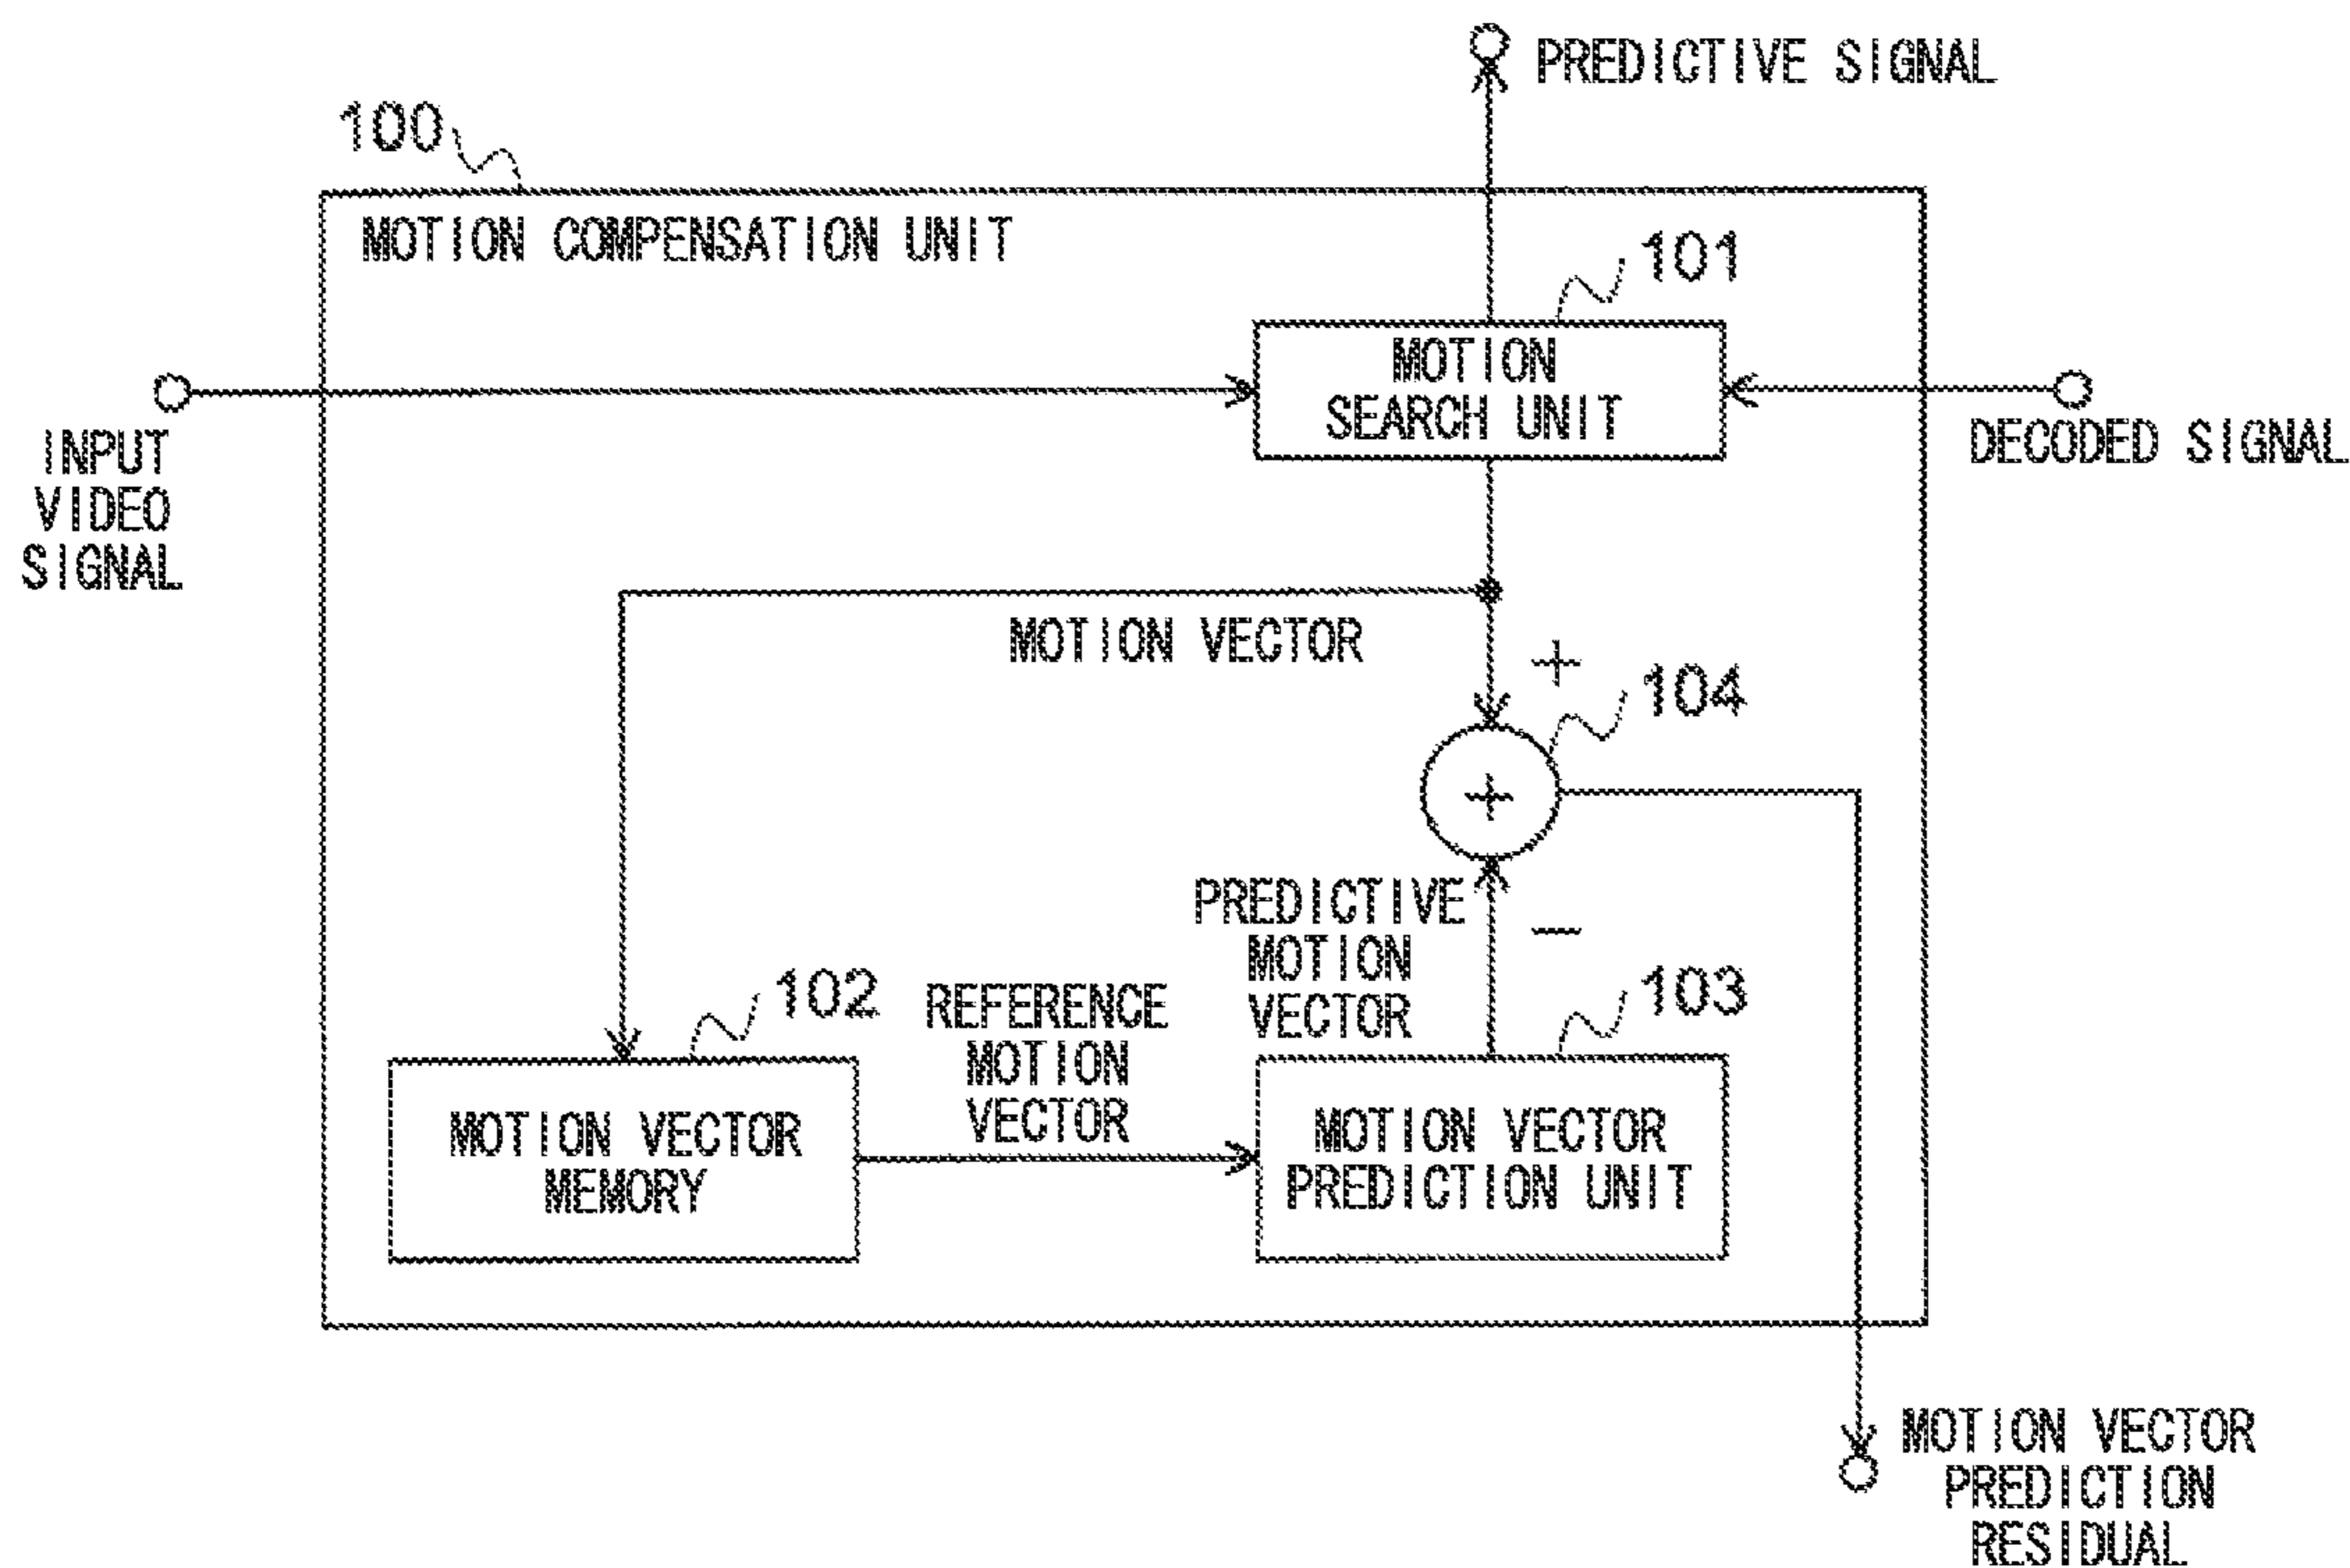 PREDICTIVE SIGNAL
100
MOTION COMPENSATION UNIT
101
MOTION
SEARCH UNIT
INPUT
VIDEO
SIGNAL
DECODED SIGNAL
MOTION VECTOR
+
104
+
PREDICTIVE
MOTION
VECTOR
−
102
REFERENCE
MOTION
VECTOR
103
MOTION VECTOR
MEMORY
MOTION VECTOR
PREDICTION UNIT
MOTION VECTOR
PREDICTION
RESIDUAL